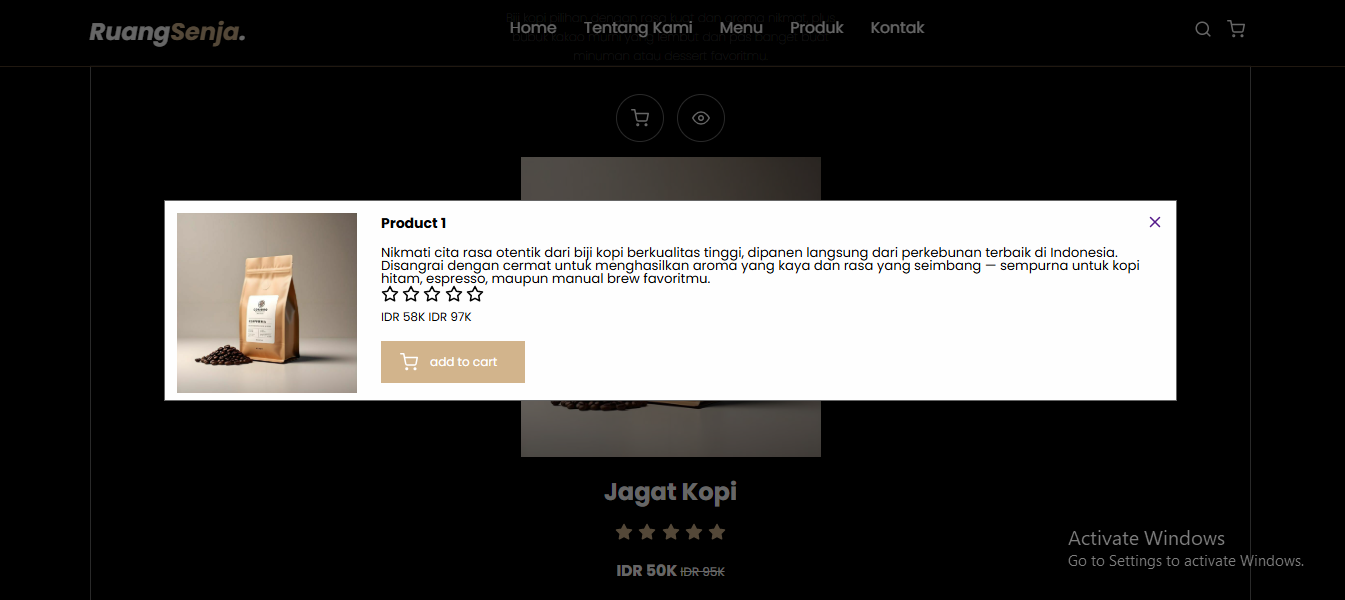 RuangSenja.
Home Tentang Kami Menu Produk Kontak
minuman atau dessert favoritmu.
Product 1
Nikmati cita rasa otentik dari biji kopi berkualitas tinggi, dipanen langsung dari perkebunan terbaik di Indonesia.
Disangrai dengan cermat untuk menghasilkan aroma yang kaya dan rasa yang seimbang — sempurna untuk kopi
hitam, espresso, maupun manual brew favoritmu.
IDR 58K IDR 97K
add to cart
Jagat Kopi
IDR 50K IDR 95K
Activate Windows
Go to Settings to activate Windows.